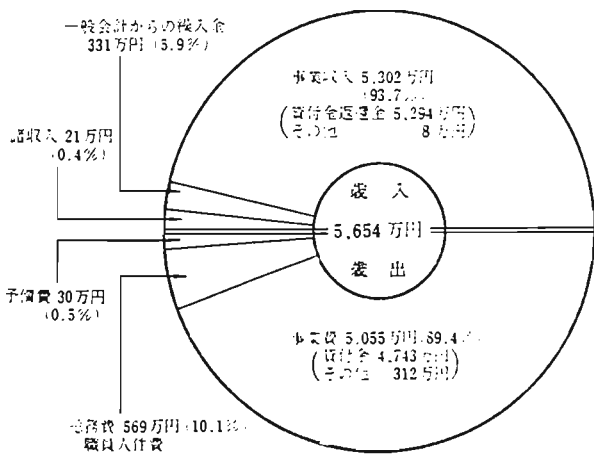 一般会計からの繰入金
331万円 (5.9%)
諸収入 21万円
(0.4%)
予備費 30万円
(0.5%)
総務費 569万円 (10.1%)
職員人件費
事業収入 5,302万円
(93.7%)
(貸付金返還金 5,294万円
その他 8万円)
歳入
5,654万円
歳出
事業費 5,055万円 (89.4%)
(貸付金 4,743万円
その他 312万円)